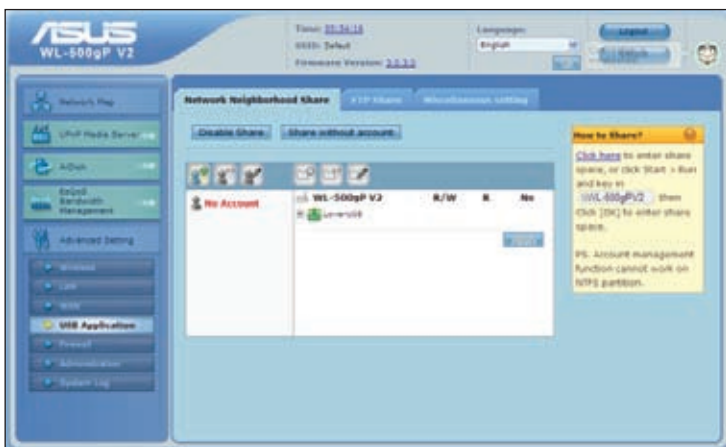 ASUS
WL-500gP V2
Time:
SSID: Default
Firmware Version: 3.0.3.2
Language:
English
Logout
Network Map
UPnP Media Server
AiDisk
EzQoS
Bandwidth
Management
Advanced Setting
Wireless
LAN
WAN
USB Application
Firewall
Administration
System Log
Network Neighborhood Share
FTP Share
Miscellaneous setting
Disable Share
Share without account
No Account
WL-500gP V2
R/W
R
No
How to Share?
Click here to enter share
space, or click Start > Run
and key in
\\WL-500gPV2 then
Click [OK] to enter share
space.
PS. Account management
function cannot work on
NTFS partition.